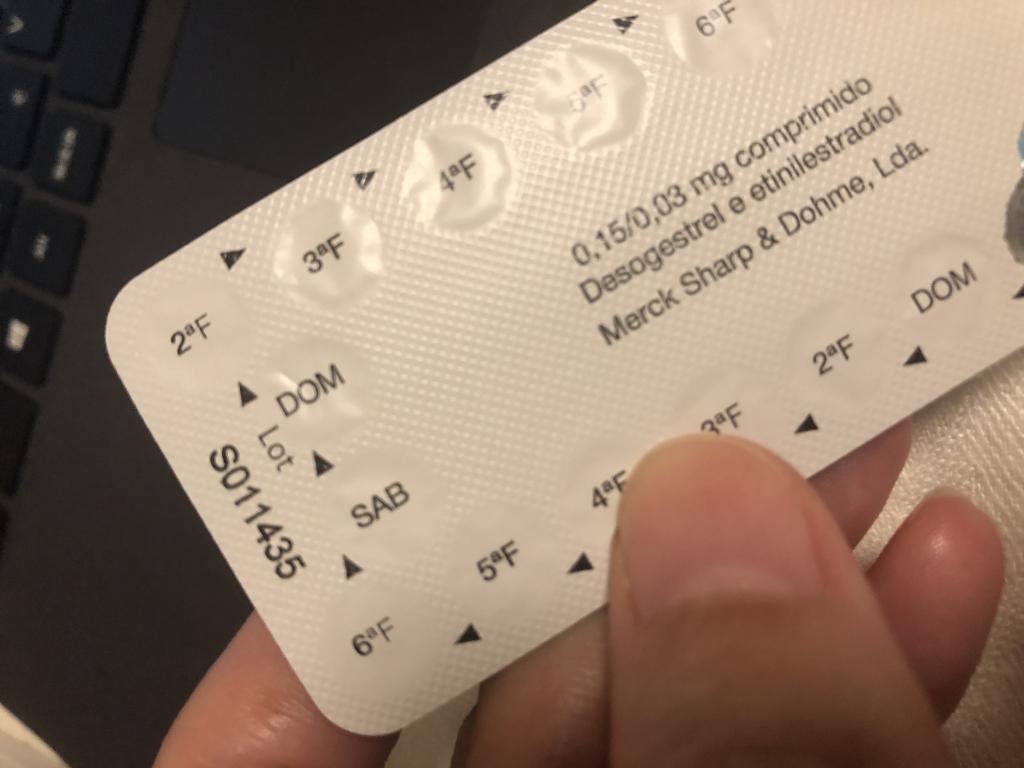 6ªF
5ªF
4ªF
3ªF
2ªF
0,15/0,03 mg comprimido
Desogestrel e etinilestradiol
Merck Sharp & Dohme, Lda.
DOM
2ªF
3ªF
4ªF
5ªF
6ªF
SAB
DOM
Lot
S011435